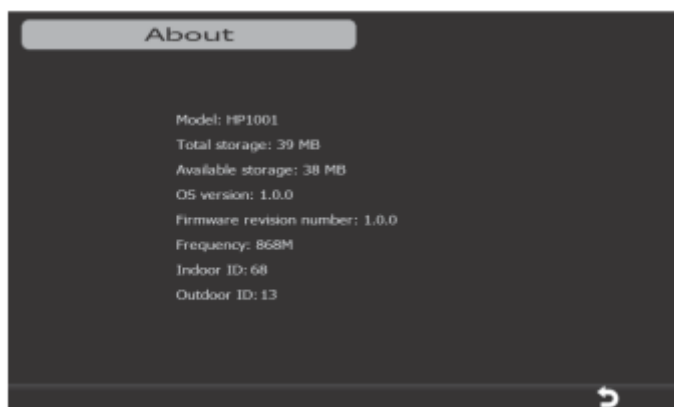 About
Model: HP1001
Total storage: 39 MB
Available storage: 38 MB
OS version: 1.0.0
Firmware revision number: 1.0.0
Frequency: 868M
Indoor ID: 68
Outdoor ID: 13